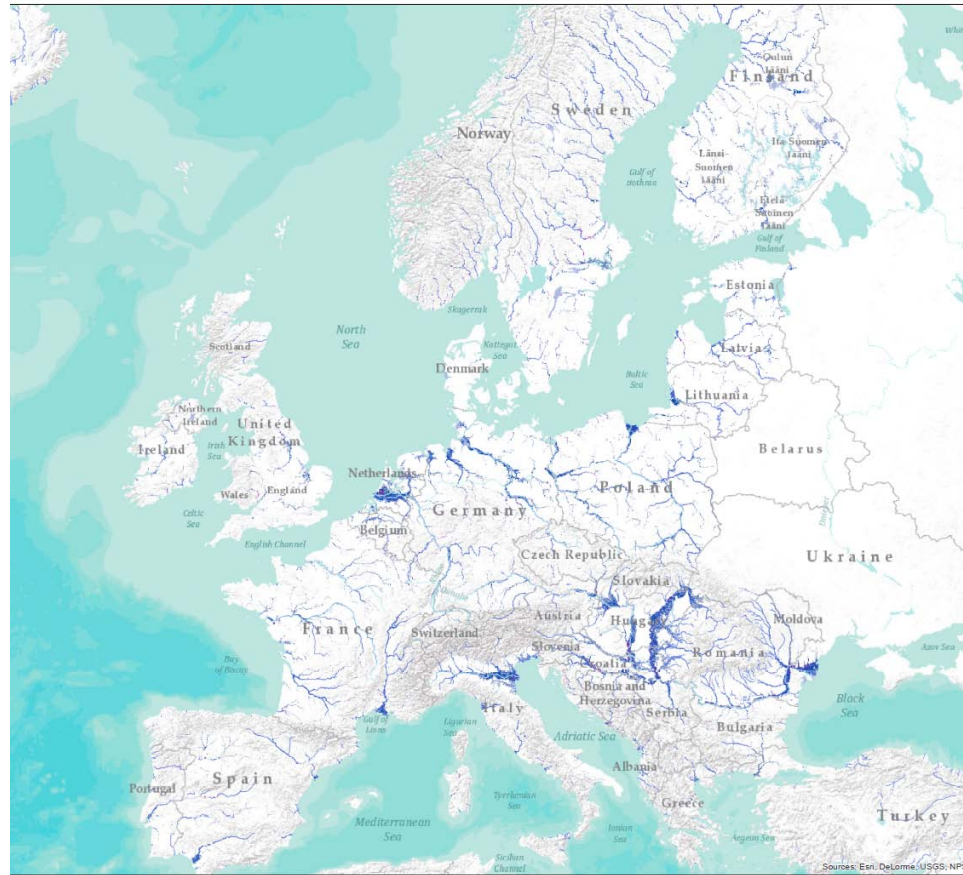 Oulun
lääni
Finland
Sweden
Norway
Länsi-
Suomen
lääni
Ita Suomen
lääni
Gulf of
Bothnia
Etelä
Suomen
lääni
Gulf of
Finland
Estonia
Skagerrak
North
Sea
Kattegat
Sea
Scotland
Latvia
Denmark
Baltic
Sea
Lithuania
Northern
Ireland
United
Kingdom
Ireland
Irish
Sea
Belarus
Netherlands
Poland
Wales
England
Germany
Celtic
Sea
Belgium
English Channel
Czech Republic
Ukraine
Slovakia
Austria
Hungary
Moldova
France
Switzerland
Slovenia
Romania
Azov Sea
Bay
of Biscay
Croatia
Bosnia and
Herzegovina
Serbia
Black
Sea
Italy
Gulf of
Lions
Ligurian
Sea
Adriatic Sea
Bulgaria
Albania
Portugal
Spain
Tyrrhenian
Sea
Greece
Turkey
Mediterranean
Sea
Ionian
Sea
Aegean Sea
Sicilian
Channel
Sources: Esri, DeLorme, USGS, NPS